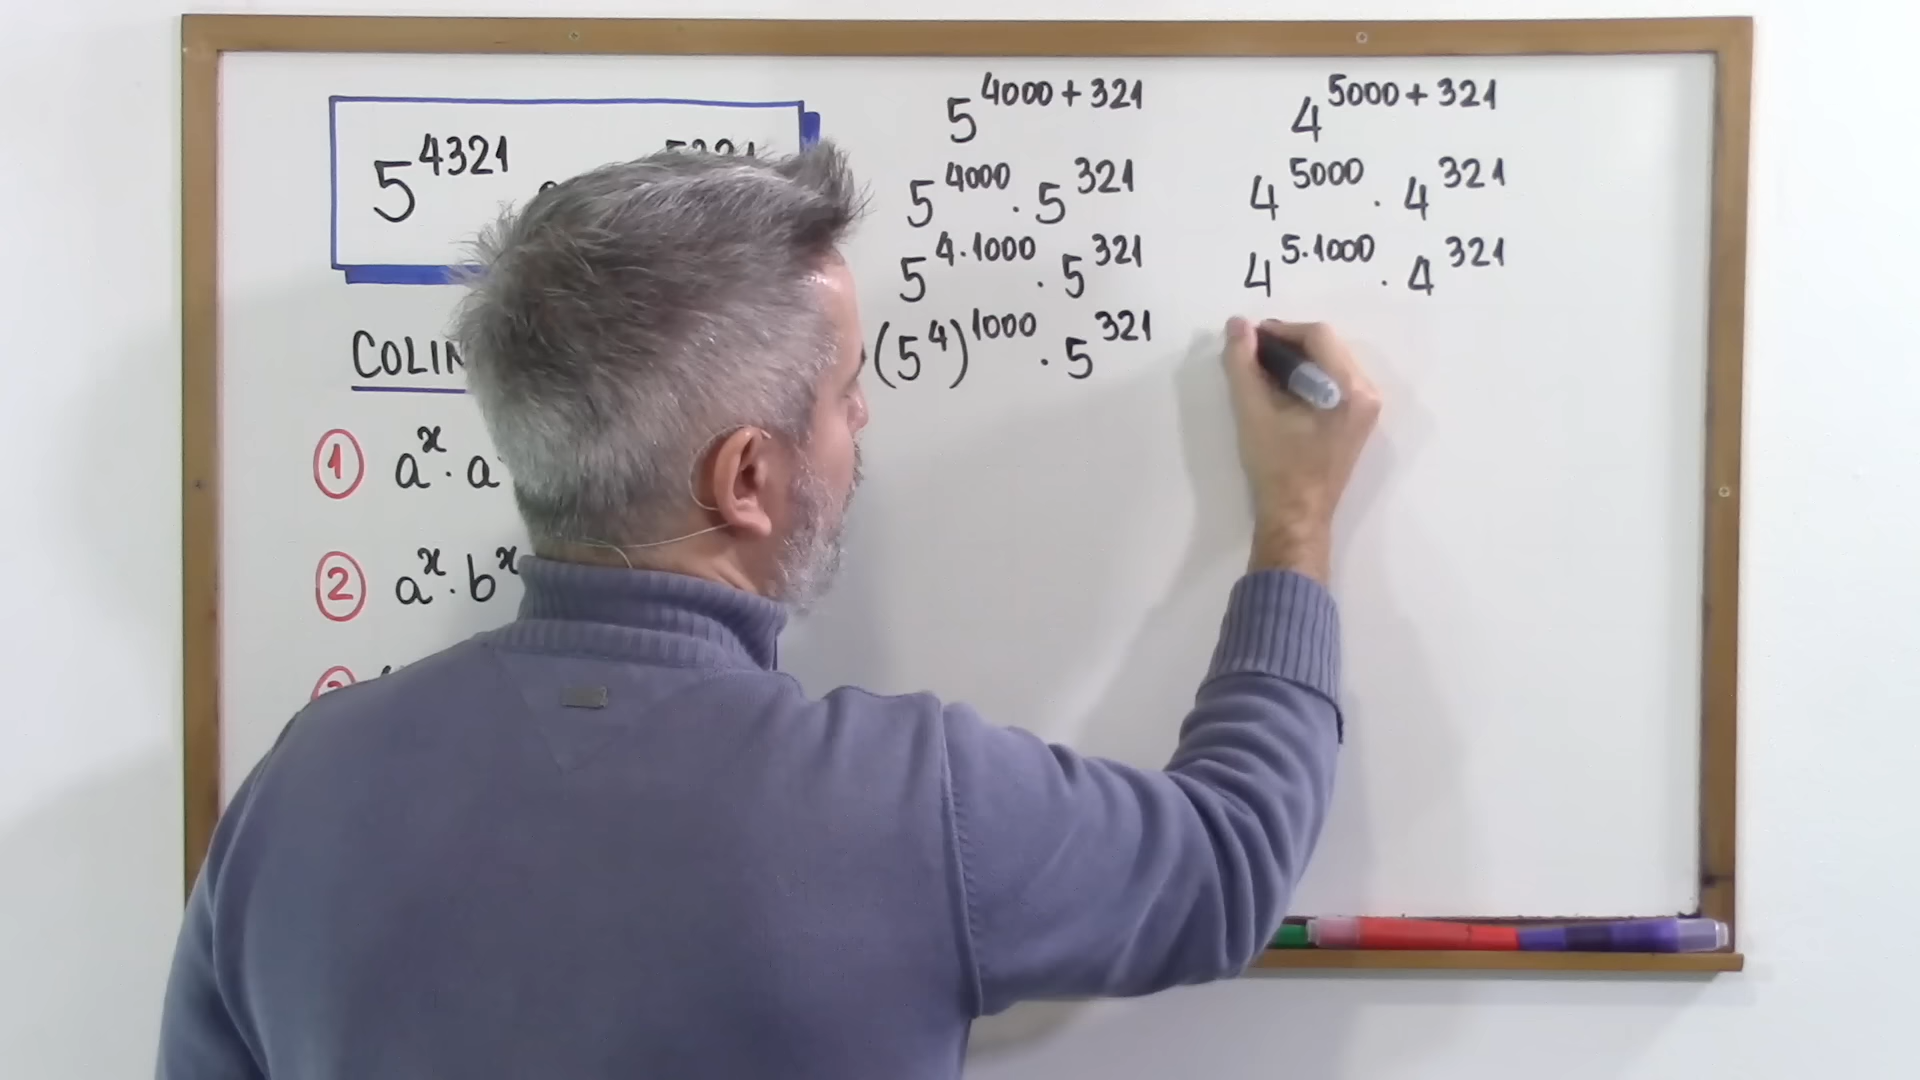 5^4321
COLIN
1 a^x · a
2 a^x · b^x
5^4000 + 321
5^4000 · 5^321
5^4·1000 · 5^321
(5^4)^1000 · 5^321
4^5000 + 321
4^5000 · 4^321
4^5·1000 · 4^321